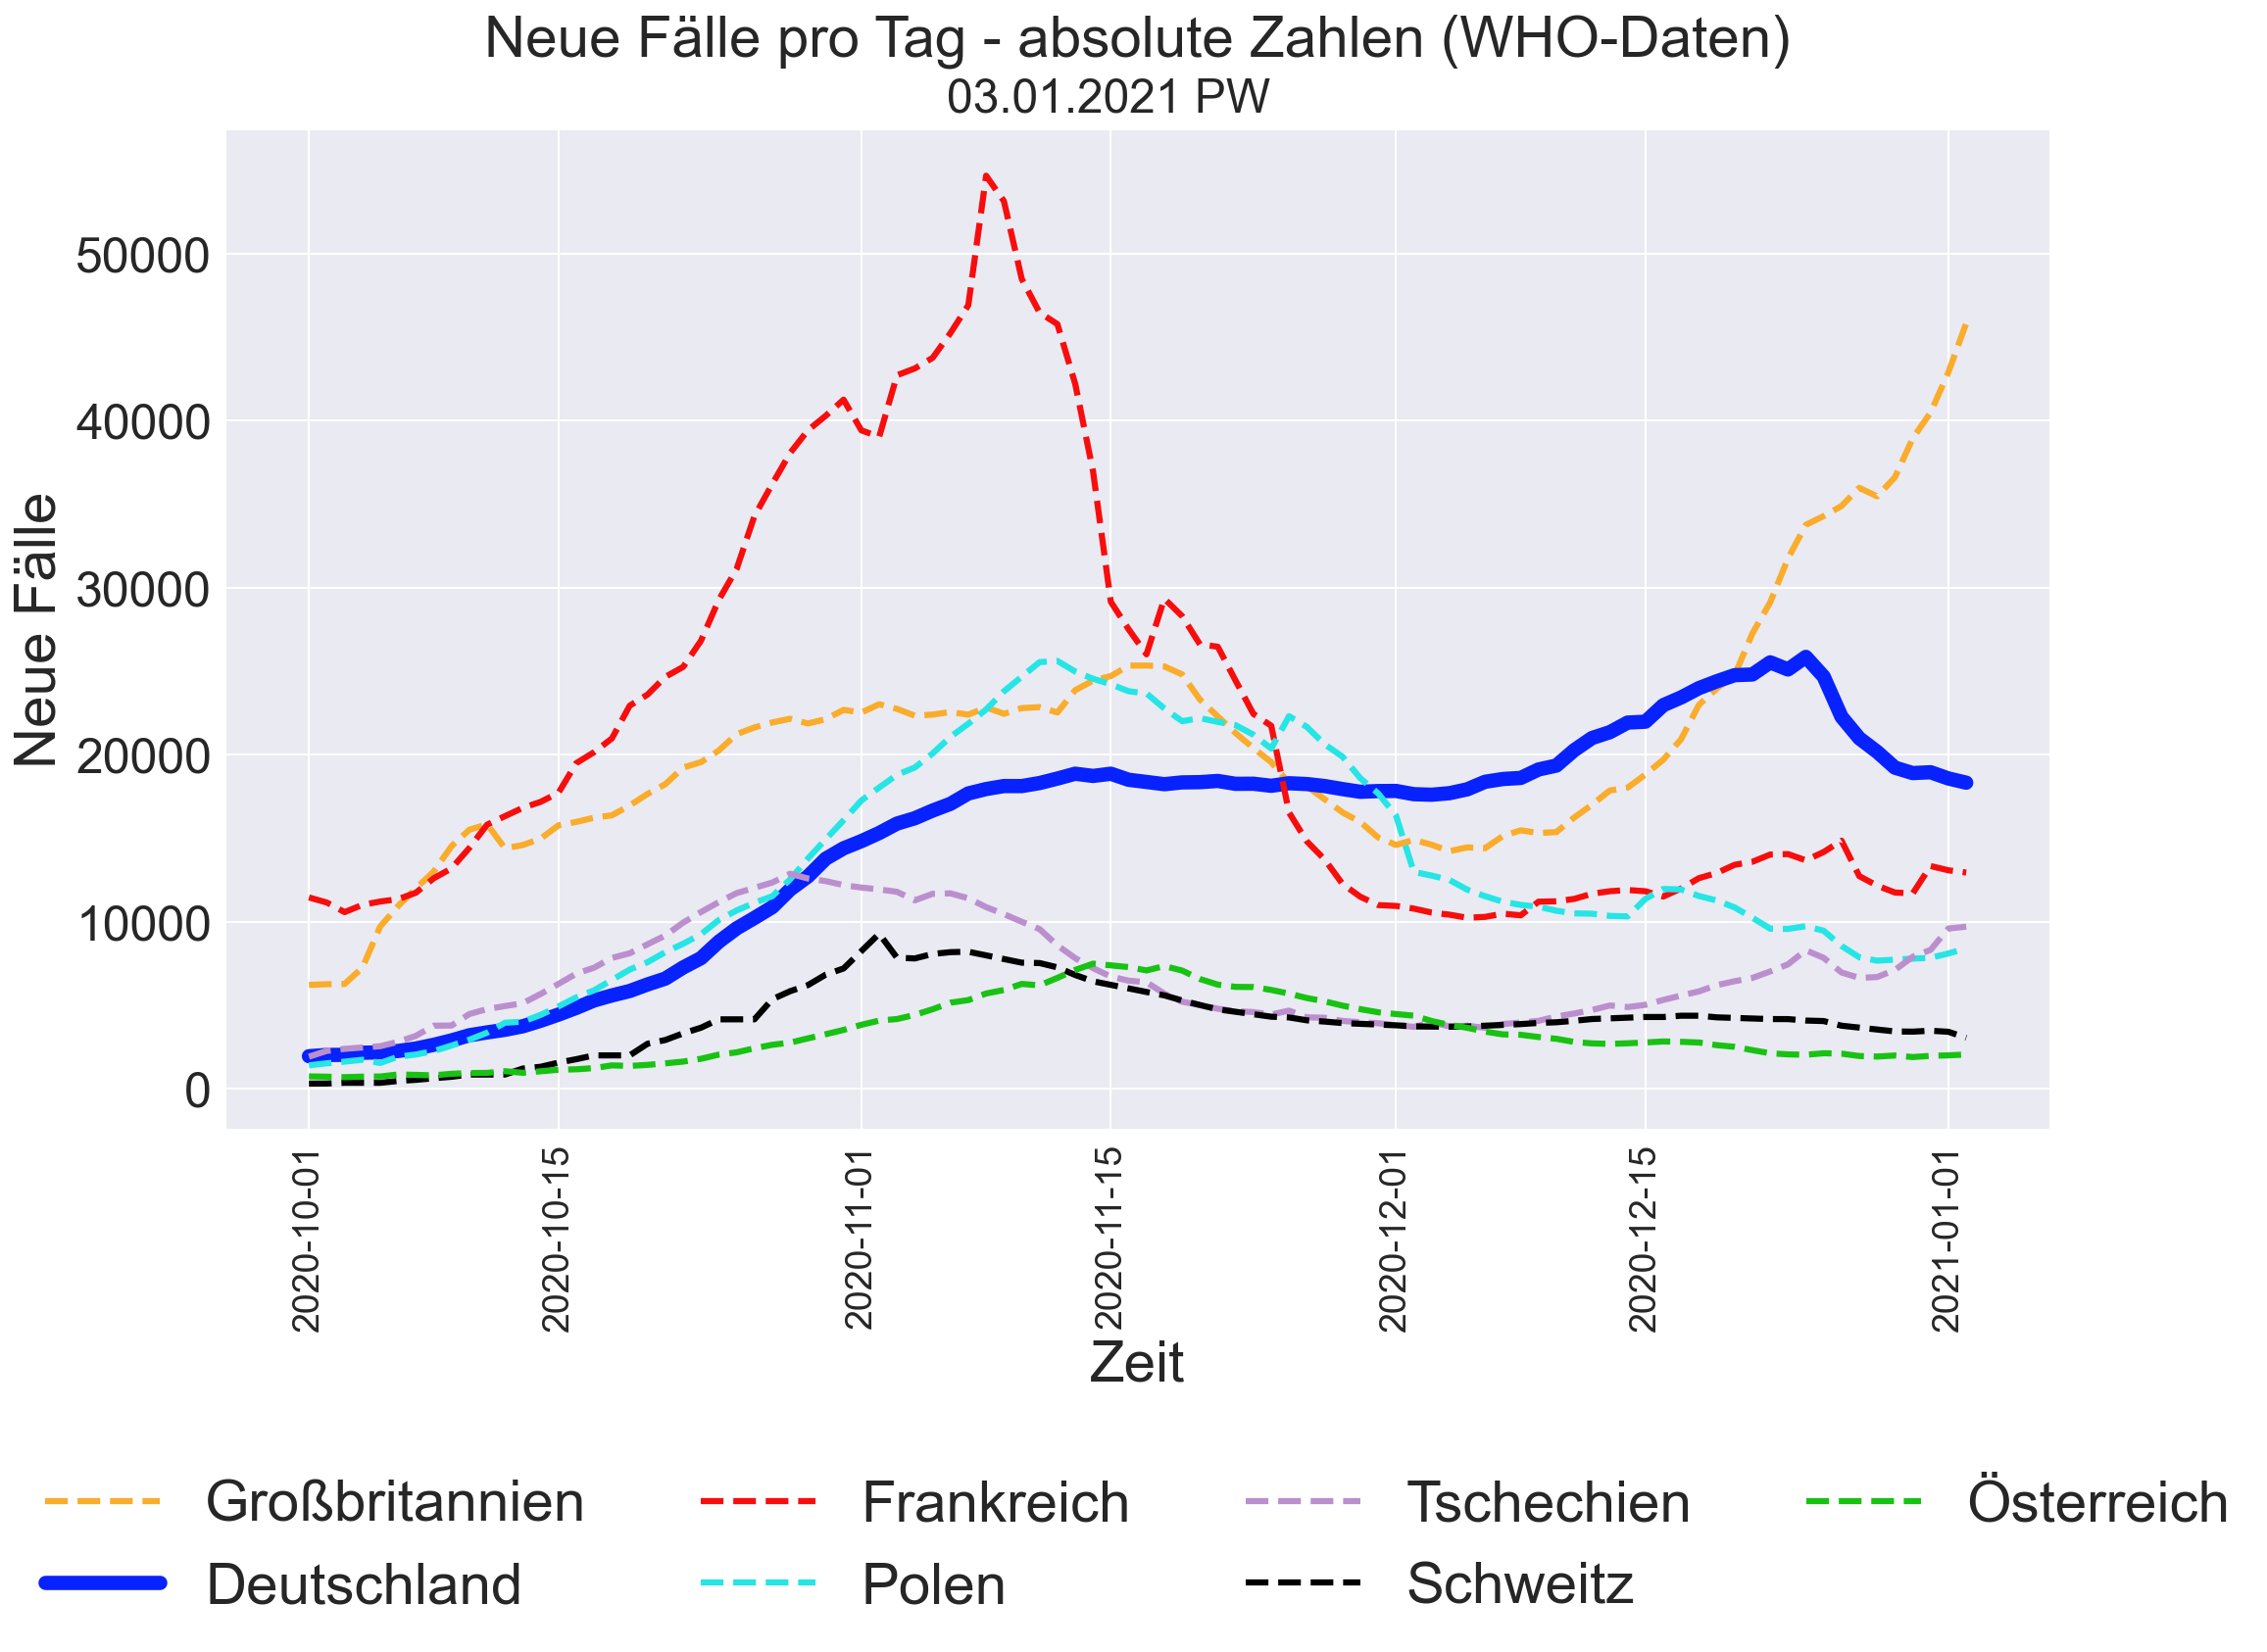 Neue Fälle pro Tag - absolute Zahlen (WHO-Daten)
03.01.2021 PW
Neue Fälle
50000
40000
30000
20000
10000
0
2020-10-01
2020-10-15
2020-11-01
2020-11-15
2020-12-01
2020-12-15
2021-01-01
Zeit
Großbritannien Frankreich Tschechien Österreich
Deutschland Polen Schweitz